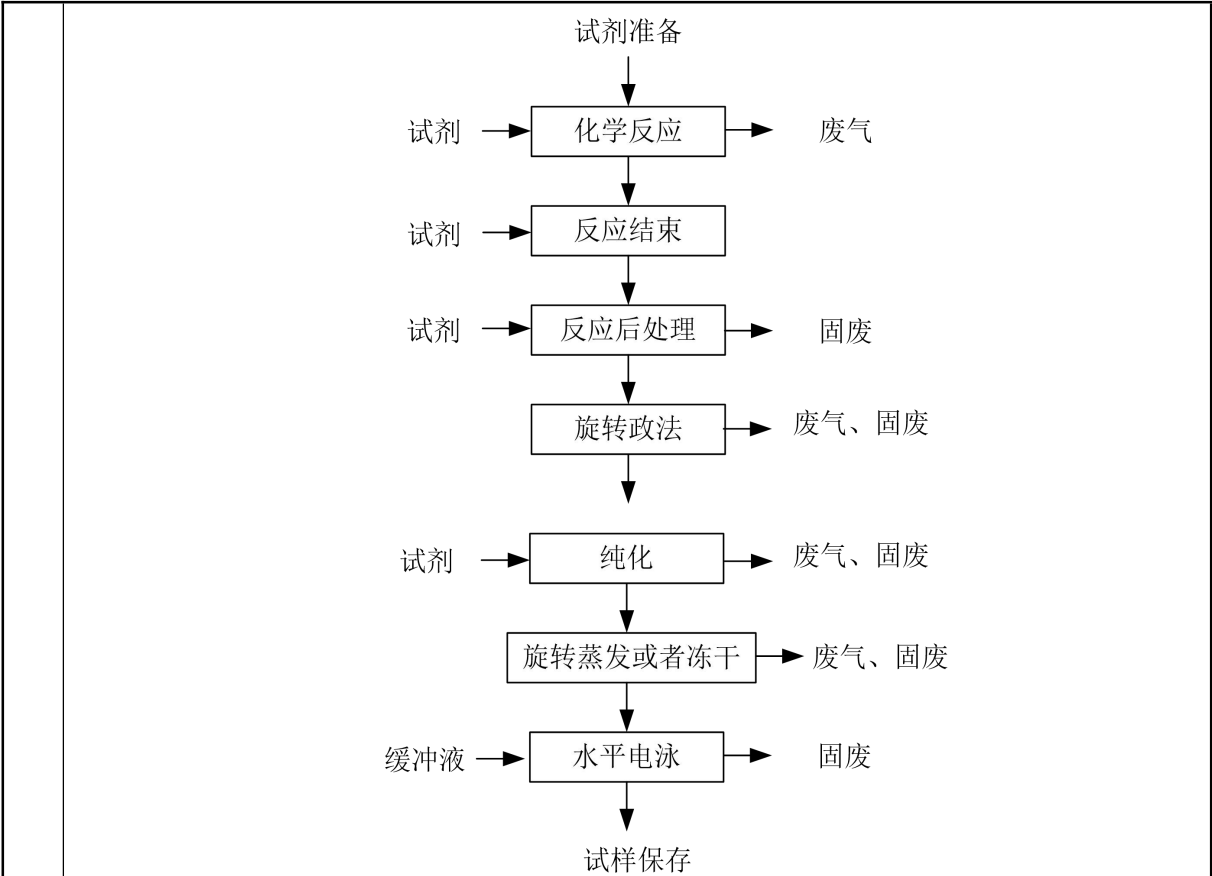 试剂准备
试剂 化学反应 废气
试剂 反应结束
试剂 反应后处理 固废
旋转政法 废气、固废
试剂 纯化 废气、固废
旋转蒸发或者冻干 废气、固废
缓冲液 水平电泳 固废
试样保存